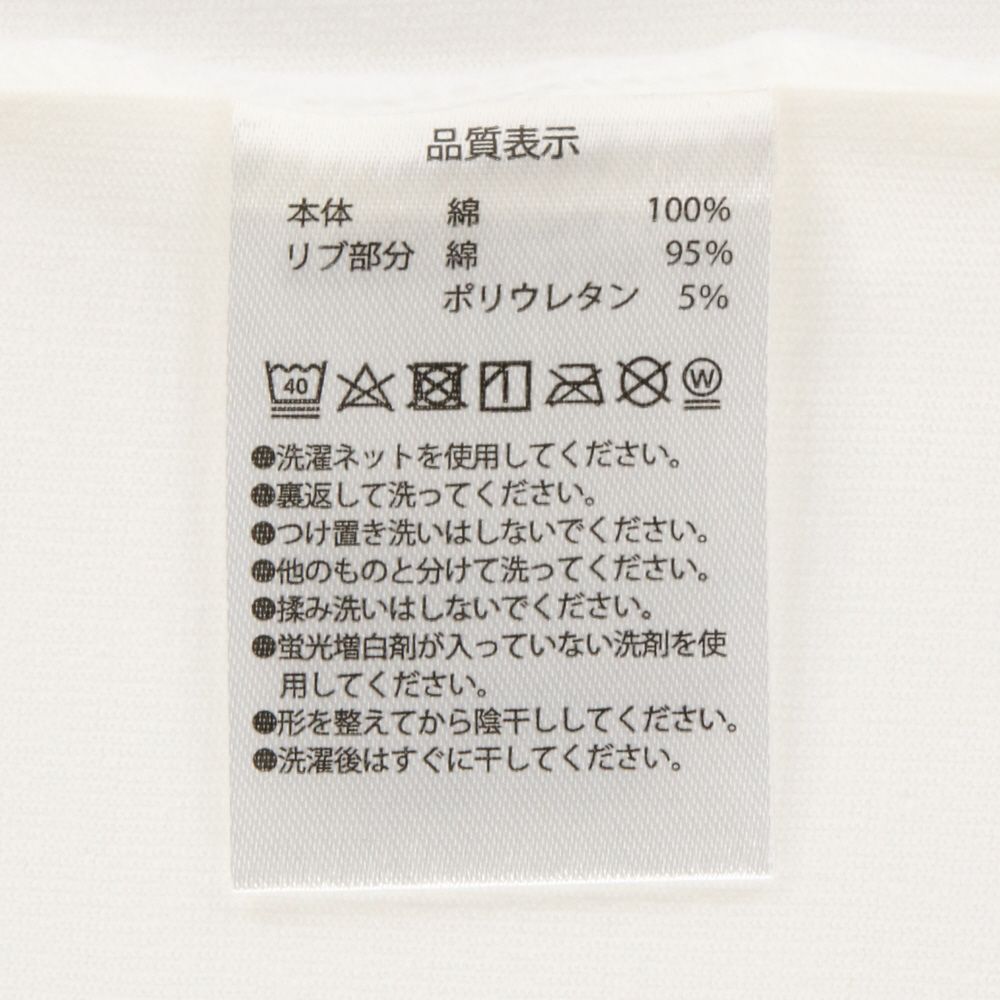 品質表示
本体 綿 100%
リブ部分 綿 95%
ポリウレタン 5%
40 W
●洗濯ネットを使用してください。
●裏返して洗ってください。
●つけ置き洗いはしないでください。
●他のものと分けて洗ってください。
●揉み洗いはしないでください。
●蛍光増白剤が入っていない洗剤を使
用してください。
●形を整えてから陰干ししてください。
●洗濯後はすぐに干してください。